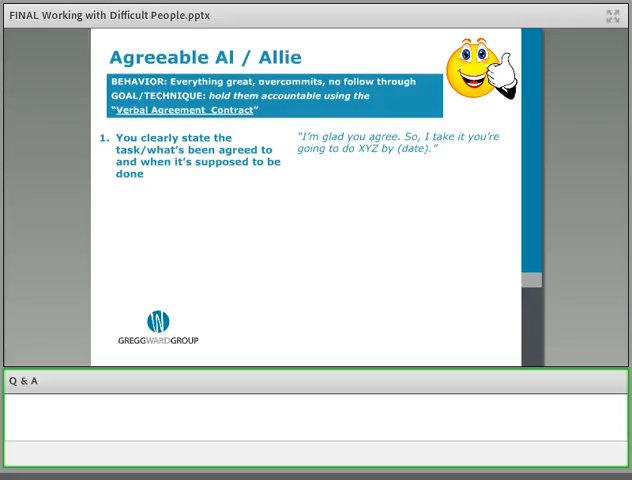 FINAL Working with Difficult People.pptx
Agreeable Al / Allie
BEHAVIOR: Everything great, overcommits, no follow through
GOAL/TECHNIQUE: hold them accountable using the
“Verbal Agreement Contract”
1. You clearly state the
task/what’s been agreed to
and when it’s supposed to be
done
“I’m glad you agree. So, I take it you’re
going to do XYZ by (date).”
GREGGWARDGROUP
Q & A